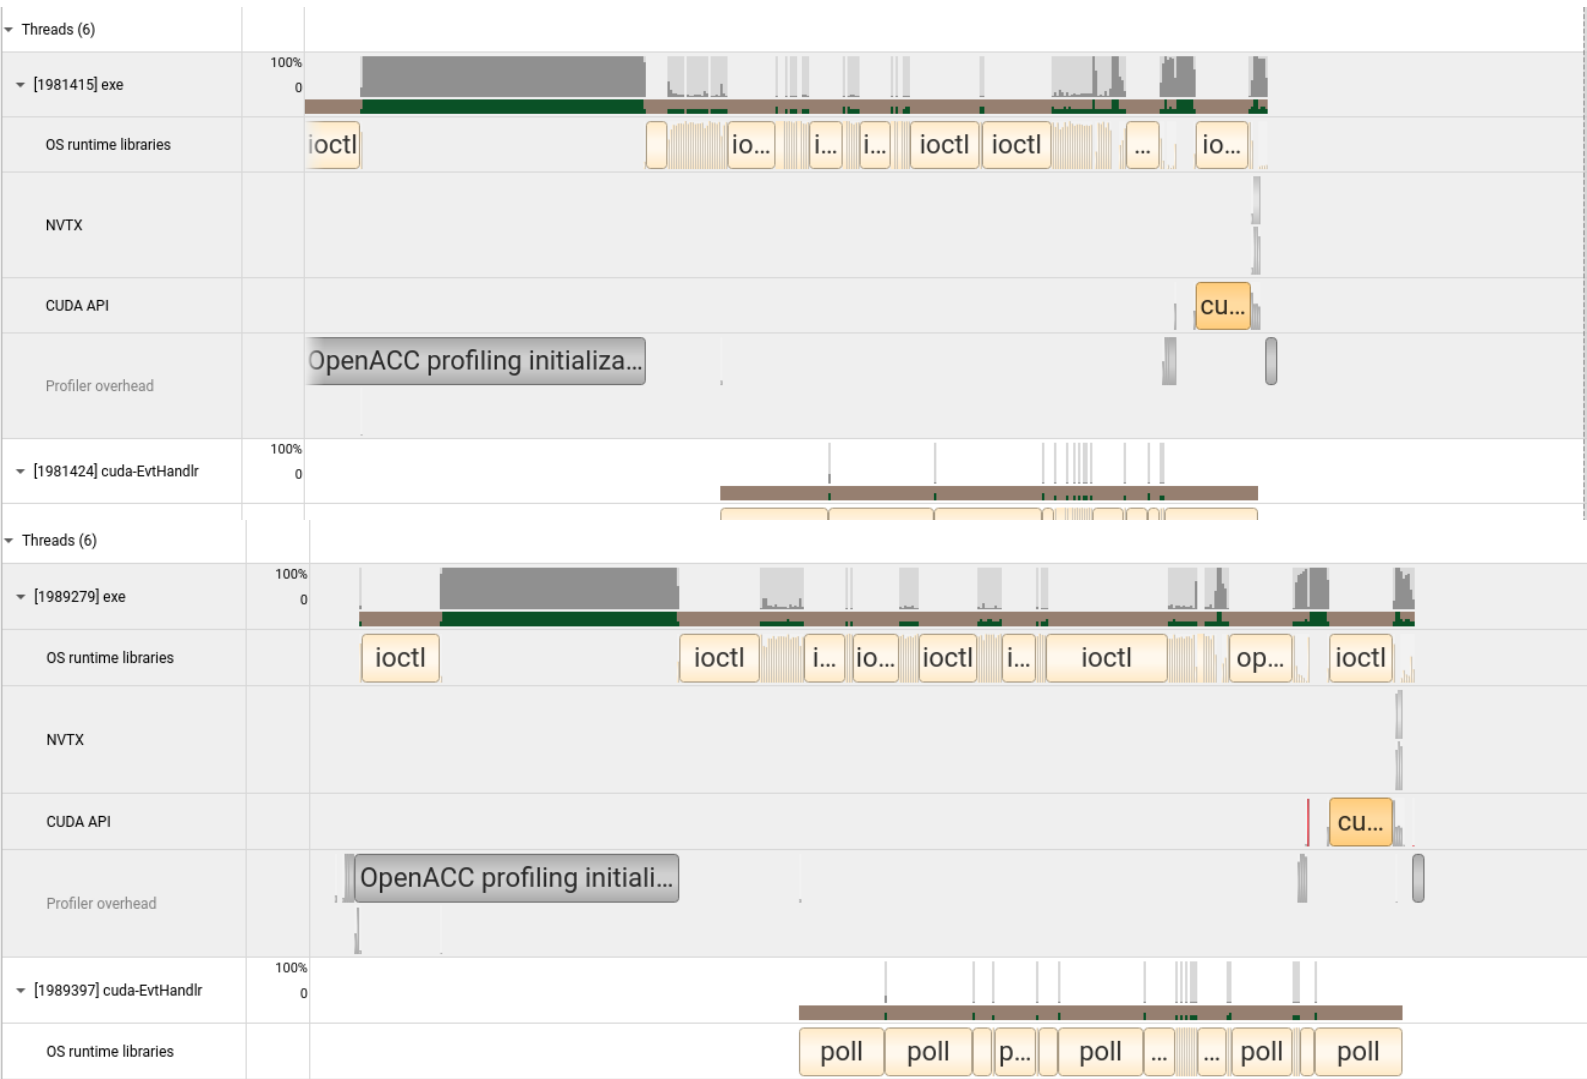 Threads (6)
100%
[1981415] exe
0
OS runtime libraries
ioctl io... i... i... ioctl ioctl ... io...
NVTX
CUDA API
cu...
OpenACC profiling initializa...
Profiler overhead
100%
[1981424] cuda-EvtHandlr
0
Threads (6)
100%
[1989279] exe
0
OS runtime libraries
ioctl ioctl i... io... ioctl i... ioctl op... ioctl
NVTX
CUDA API
cu...
OpenACC profiling initiali...
Profiler overhead
100%
[1989397] cuda-EvtHandlr
0
OS runtime libraries
poll poll p... poll ... ... poll poll